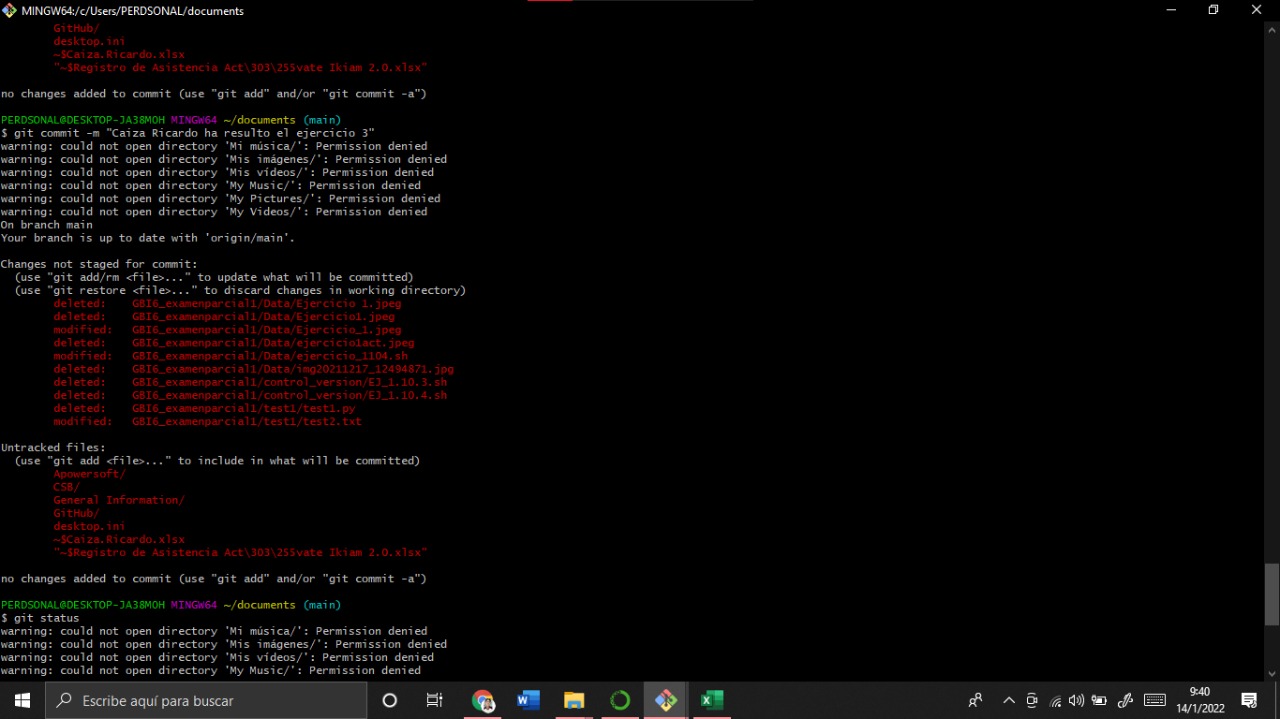 MINGW64:/c/Users/PERDSONAL/documents
GitHub/
desktop.ini
~$Caiza.Ricardo.xlsx
"~$Registro de Asistencia Act\303\255vate Ikiam 2.0.xlsx"
no changes added to commit (use "git add" and/or "git commit -a")
PERDSONAL@DESKTOP-JA38MOH MINGW64 ~/documents (main)
$ git commit -m "Caiza Ricardo ha resulto el ejercicio 3"
warning: could not open directory 'Mi música/': Permission denied
warning: could not open directory 'Mis imágenes/': Permission denied
warning: could not open directory 'Mis vídeos/': Permission denied
warning: could not open directory 'My Music/': Permission denied
warning: could not open directory 'My Pictures/': Permission denied
warning: could not open directory 'My Videos/': Permission denied
On branch main
Your branch is up to date with 'origin/main'.
Changes not staged for commit:
(use "git add/rm <file>..." to update what will be committed)
(use "git restore <file>..." to discard changes in working directory)
deleted: GBI6_examenparcial1/Data/Ejercicio 1.jpeg
deleted: GBI6_examenparcial1/Data/Ejercicio1.jpeg
modified: GBI6_examenparcial1/Data/Ejercicio_1.jpeg
deleted: GBI6_examenparcial1/Data/ejercicio1act.jpeg
modified: GBI6_examenparcial1/Data/ejercicio_1104.sh
deleted: GBI6_examenparcial1/Data/img20211217_12494871.jpg
deleted: GBI6_examenparcial1/control_version/EJ_1.10.3.sh
deleted: GBI6_examenparcial1/control_version/EJ_1.10.4.sh
deleted: GBI6_examenparcial1/test1/test1.py
modified: GBI6_examenparcial1/test1/test2.txt
Untracked files:
(use "git add <file>..." to include in what will be committed)
Apowersoft/
CSB/
General Information/
GitHub/
desktop.ini
~$Caiza.Ricardo.xlsx
"~$Registro de Asistencia Act\303\255vate Ikiam 2.0.xlsx"
no changes added to commit (use "git add" and/or "git commit -a")
PERDSONAL@DESKTOP-JA38MOH MINGW64 ~/documents (main)
$ git status
warning: could not open directory 'Mi música/': Permission denied
warning: could not open directory 'Mis imágenes/': Permission denied
warning: could not open directory 'Mis vídeos/': Permission denied
warning: could not open directory 'My Music/': Permission denied
Escribe aquí para buscar
9:40
14/1/2022